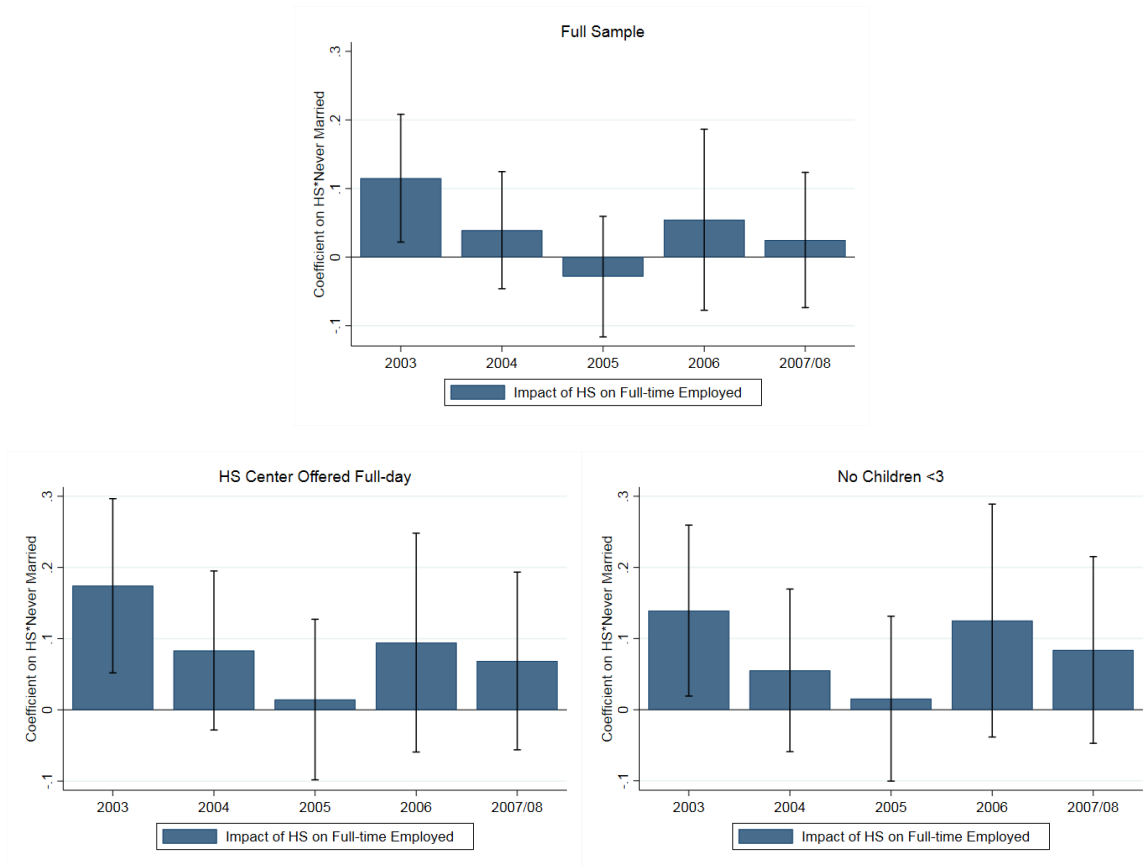 Full Sample
Coefficient on HS*Never Married
.3
.2
.1
0
-.1
2003 2004 2005 2006 2007/08
Impact of HS on Full-time Employed
HS Center Offered Full-day
Coefficient on HS*Never Married
.3
.2
.1
0
-.1
2003 2004 2005 2006 2007/08
Impact of HS on Full-time Employed
No Children <3
Coefficient on HS*Never Married
.3
.2
.1
0
-.1
2003 2004 2005 2006 2007/08
Impact of HS on Full-time Employed